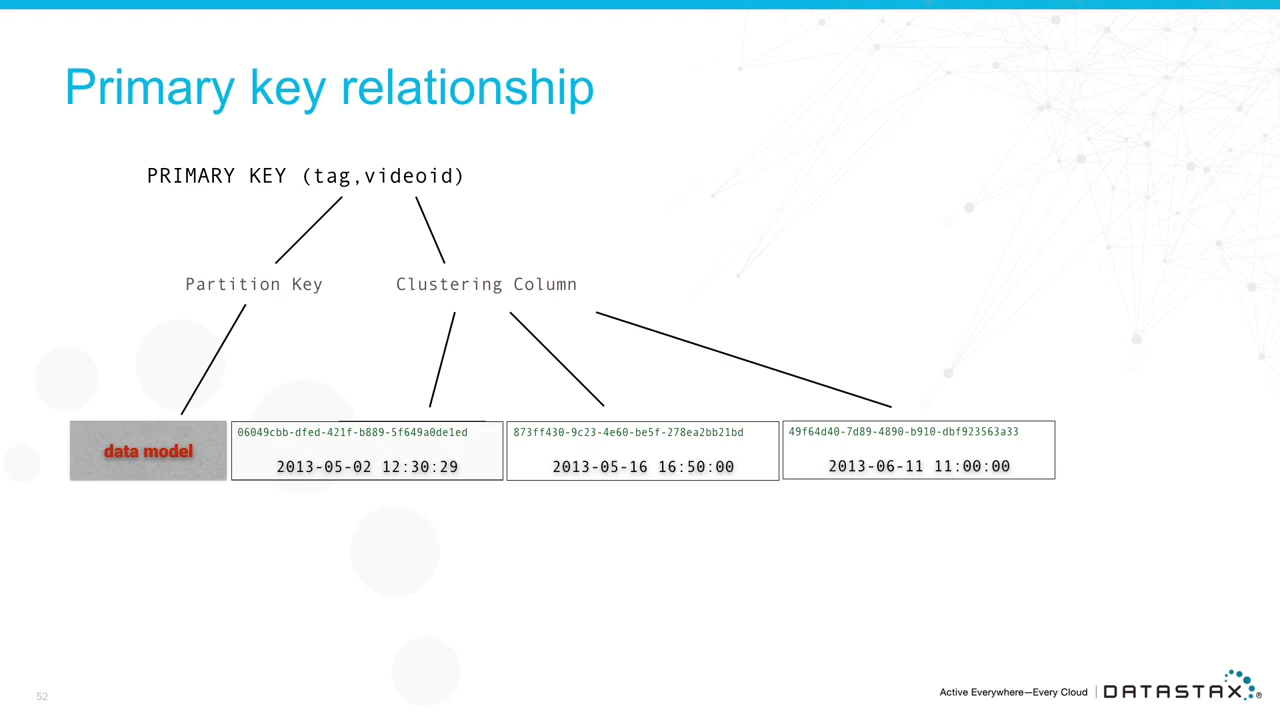 Primary key relationship
PRIMARY KEY (tag,videoid)
Partition Key
Clustering Column
data model
06049cbb-dfed-421f-b889-5f649a0de1ed
2013-05-02 12:30:29
873ff430-9c23-4e60-be5f-278ea2bb21bd
2013-05-16 16:50:00
49f64d40-7d89-4890-b910-dbf923563a33
2013-06-11 11:00:00
52
Active Everywhere—Every Cloud
DATASTAX®